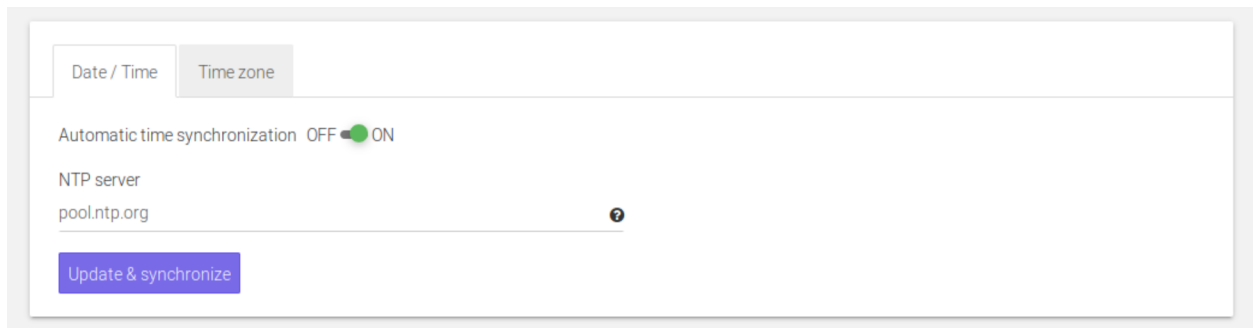 Date / Time Time zone
Automatic time synchronization OFF ON
NTP server
pool.ntp.org ?
Update & synchronize